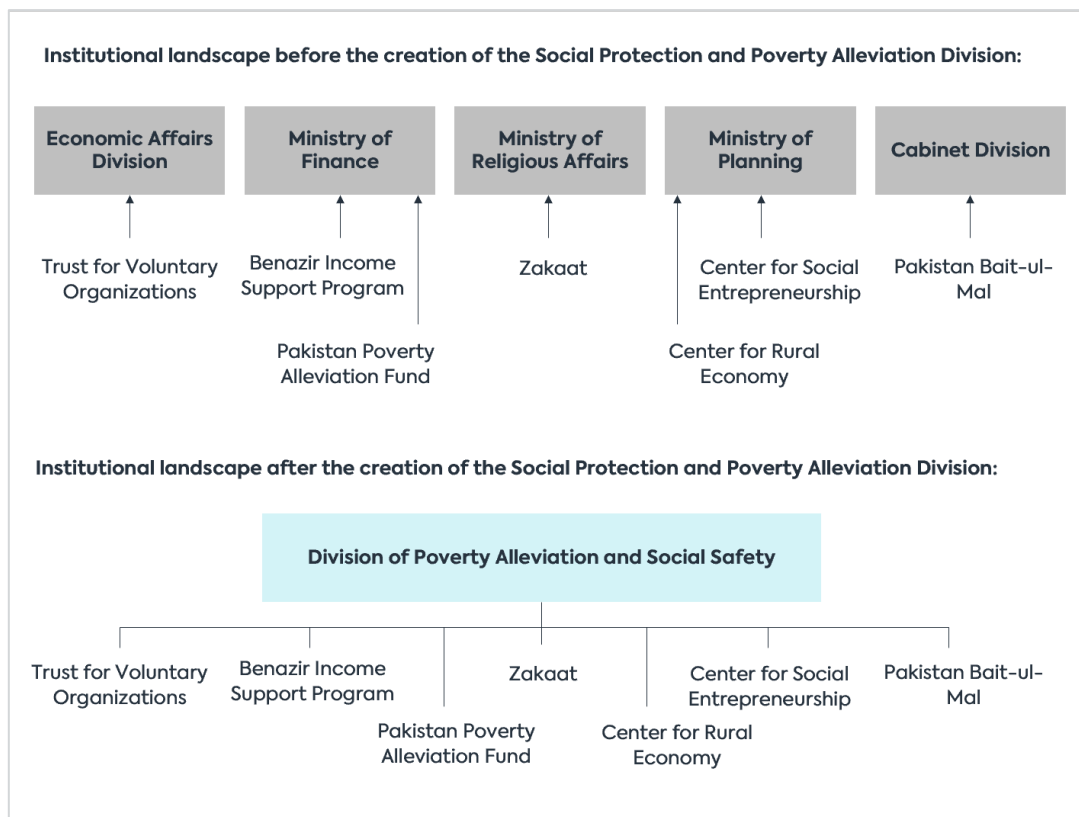 Institutional landscape before the creation of the Social Protection and Poverty Alleviation Division:
Economic Affairs
Division
Ministry of
Finance
Ministry of
Religious Affairs
Ministry of
Planning
Cabinet Division
Trust for Voluntary
Organizations
Benazir Income
Support Program
Zakaat
Center for Social
Entrepreneurship
Pakistan Bait-ul-
Mal
Pakistan Poverty
Alleviation Fund
Center for Rural
Economy
Institutional landscape after the creation of the Social Protection and Poverty Alleviation Division:
Division of Poverty Alleviation and Social Safety
Trust for Voluntary
Organizations
Benazir Income
Support Program
Zakaat
Center for Social
Entrepreneurship
Pakistan Bait-ul-
Mal
Pakistan Poverty
Alleviation Fund
Center for Rural
Economy